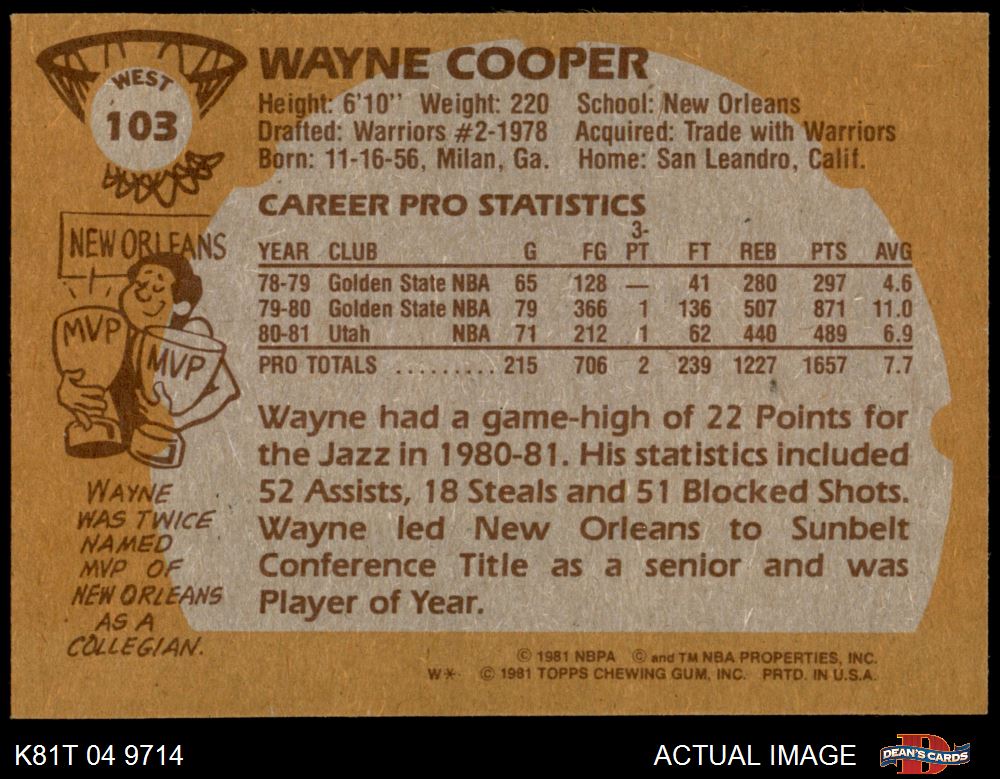 WEST
103
WAYNE COOPER
Height: 6'10" Weight: 220 School: New Orleans
Drafted: Warriors #2-1978 Acquired: Trade with Warriors
Born: 11-16-56, Milan, Ga. Home: San Leandro, Calif.
CAREER PRO STATISTICS
YEAR CLUB G FG 3-PT FT REB PTS AVG
78-79 Golden State NBA 65 128 — 41 280 297 4.6
79-80 Golden State NBA 79 366 1 136 507 871 11.0
80-81 Utah NBA 71 212 1 62 440 489 6.9
PRO TOTALS ......... 215 706 2 239 1227 1657 7.7
Wayne had a game-high of 22 Points for
the Jazz in 1980-81. His statistics included
52 Assists, 18 Steals and 51 Blocked Shots.
Wayne led New Orleans to Sunbelt
Conference Title as a senior and was
Player of Year.
NEW ORLEANS
MVP
MVP
WAYNE
WAS TWICE
NAMED
MVP OF
NEW ORLEANS
AS A
COLLEGIAN.
© 1981 NBPA © and TM NBA PROPERTIES, INC.
W* © 1981 TOPPS CHEWING GUM, INC. PRTD. IN U.S.A.
K81T 04 9714 ACTUAL IMAGE DEAN'S CARDS